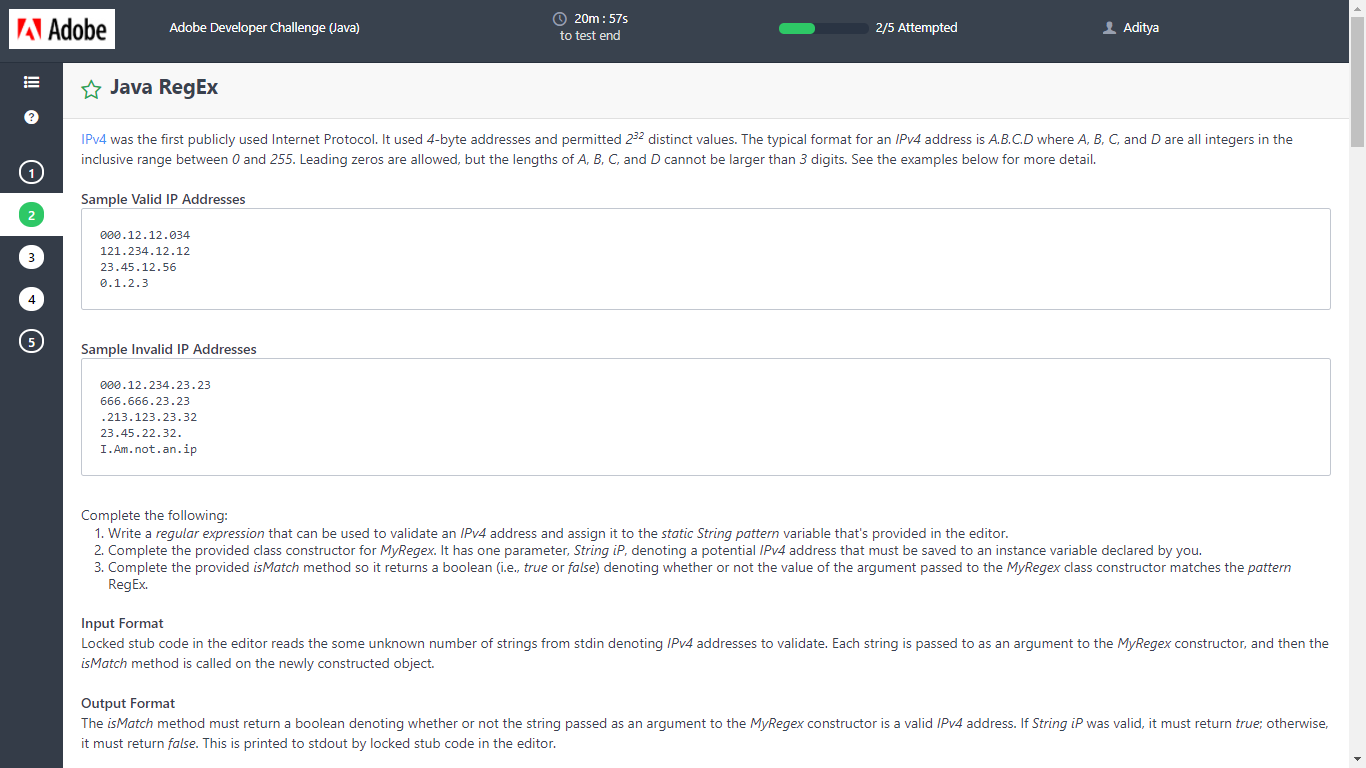 Adobe
Adobe Developer Challenge (Java)
20m : 57s
to test end
2/5 Attempted
Aditya
?
1
2
3
4
5
Java RegEx
IPv4 was the first publicly used Internet Protocol. It used 4-byte addresses and permitted 2³² distinct values. The typical format for an IPv4 address is A.B.C.D where A, B, C, and D are all integers in the
inclusive range between 0 and 255. Leading zeros are allowed, but the lengths of A, B, C, and D cannot be larger than 3 digits. See the examples below for more detail.
Sample Valid IP Addresses
000.12.12.034
121.234.12.12
23.45.12.56
0.1.2.3
Sample Invalid IP Addresses
000.12.234.23.23
666.666.23.23
.213.123.23.32
23.45.22.32.
I.Am.not.an.ip
Complete the following:
1. Write a regular expression that can be used to validate an IPv4 address and assign it to the static String pattern variable that's provided in the editor.
2. Complete the provided class constructor for MyRegex. It has one parameter, String iP, denoting a potential IPv4 address that must be saved to an instance variable declared by you.
3. Complete the provided isMatch method so it returns a boolean (i.e., true or false) denoting whether or not the value of the argument passed to the MyRegex class constructor matches the pattern
RegEx.
Input Format
Locked stub code in the editor reads the some unknown number of strings from stdin denoting IPv4 addresses to validate. Each string is passed to as an argument to the MyRegex constructor, and then the
isMatch method is called on the newly constructed object.
Output Format
The isMatch method must return a boolean denoting whether or not the string passed as an argument to the MyRegex constructor is a valid IPv4 address. If String iP was valid, it must return true; otherwise,
it must return false. This is printed to stdout by locked stub code in the editor.